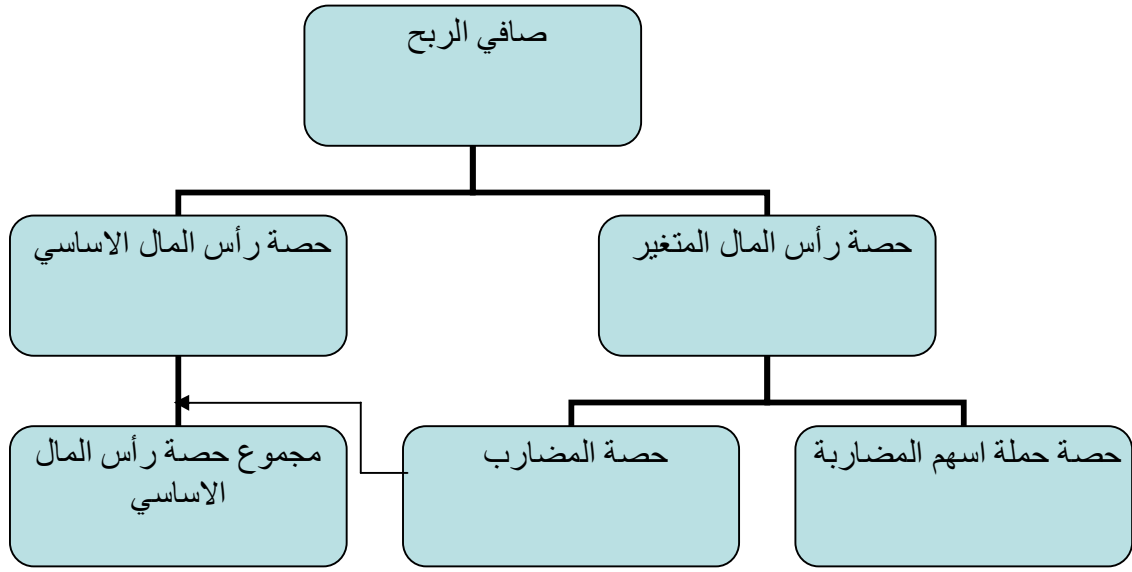 صافي الربح
حصة رأس المال المتغير
حصة رأس المال الاساسي
حصة حملة اسهم المضاربة
حصة المضارب
مجموع حصة رأس المال
الاساسي